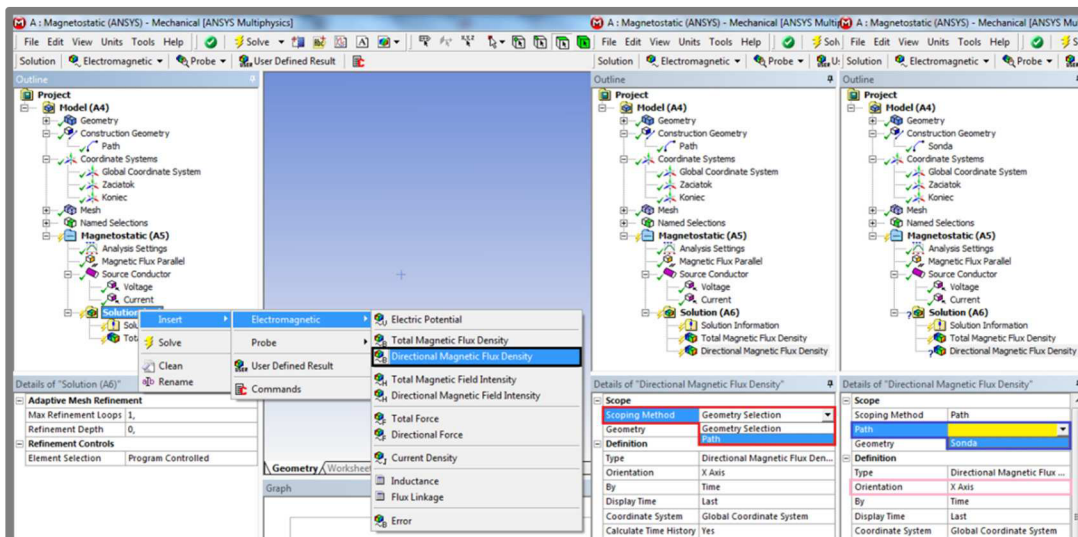 A : Magnetostatic (ANSYS) - Mechanical [ANSYS Multiphysics]
File Edit View Units Tools Help Solve
Solution Electromagnetic Probe User Defined Result
Outline
Project
Model (A4)
Geometry
Construction Geometry
Path
Coordinate Systems
Global Coordinate System
Zaciatok
Koniec
Mesh
Named Selections
Magnetostatic (A5)
Analysis Settings
Magnetic Flux Parallel
Source Conductor
Voltage
Current
Insert
Solve
Clean
Rename
Electromagnetic
Probe
User Defined Result
Commands
Electric Potential
Total Magnetic Flux Density
Directional Magnetic Flux Density
Total Magnetic Field Intensity
Directional Magnetic Field Intensity
Total Force
Directional Force
Current Density
Inductance
Flux Linkage
Error
Details of "Solution (A6)"
Adaptive Mesh Refinement
Max Refinement Loops 1,
Refinement Depth 0,
Refinement Controls
Element Selection Program Controlled
Geometry Worksheet
Graph
A : Magnetostatic (ANSYS) - Mechanical [ANSYS Multi
File Edit View Units Tools Help
Solution Electromagnetic Probe
Outline
Project
Model (A4)
Geometry
Construction Geometry
Path
Coordinate Systems
Global Coordinate System
Zaciatok
Koniec
Mesh
Named Selections
Magnetostatic (A5)
Analysis Settings
Magnetic Flux Parallel
Source Conductor
Voltage
Current
Solution (A6)
Solution Information
Total Magnetic Flux Density
Directional Magnetic Flux Density
Details of "Directional Magnetic Flux Density"
Scope
Scoping Method Geometry Selection
Geometry Geometry Selection
Path
Definition
Type Directional Magnetic Flux Den...
Orientation X Axis
By Time
Display Time Last
Coordinate System Global Coordinate System
Calculate Time History Yes
A : Magnetostatic (ANSYS) - Mechanical [ANSYS Mu
File Edit View Units Tools Help
Solution Electromagnetic Probe
Outline
Project
Model (A4)
Geometry
Construction Geometry
Sonda
Coordinate Systems
Global Coordinate System
Zaciatok
Koniec
Mesh
Named Selections
Magnetostatic (A5)
Analysis Settings
Magnetic Flux Parallel
Source Conductor
Voltage
Current
Solution (A6)
Solution Information
Total Magnetic Flux Density
Directional Magnetic Flux Density
Details of "Directional Magnetic Flux Density"
Scope
Scoping Method Path
Path
Geometry Sonda
Definition
Type Directional Magnetic Flux ...
Orientation X Axis
By Time
Display Time Last
Coordinate System Global Coordinate System